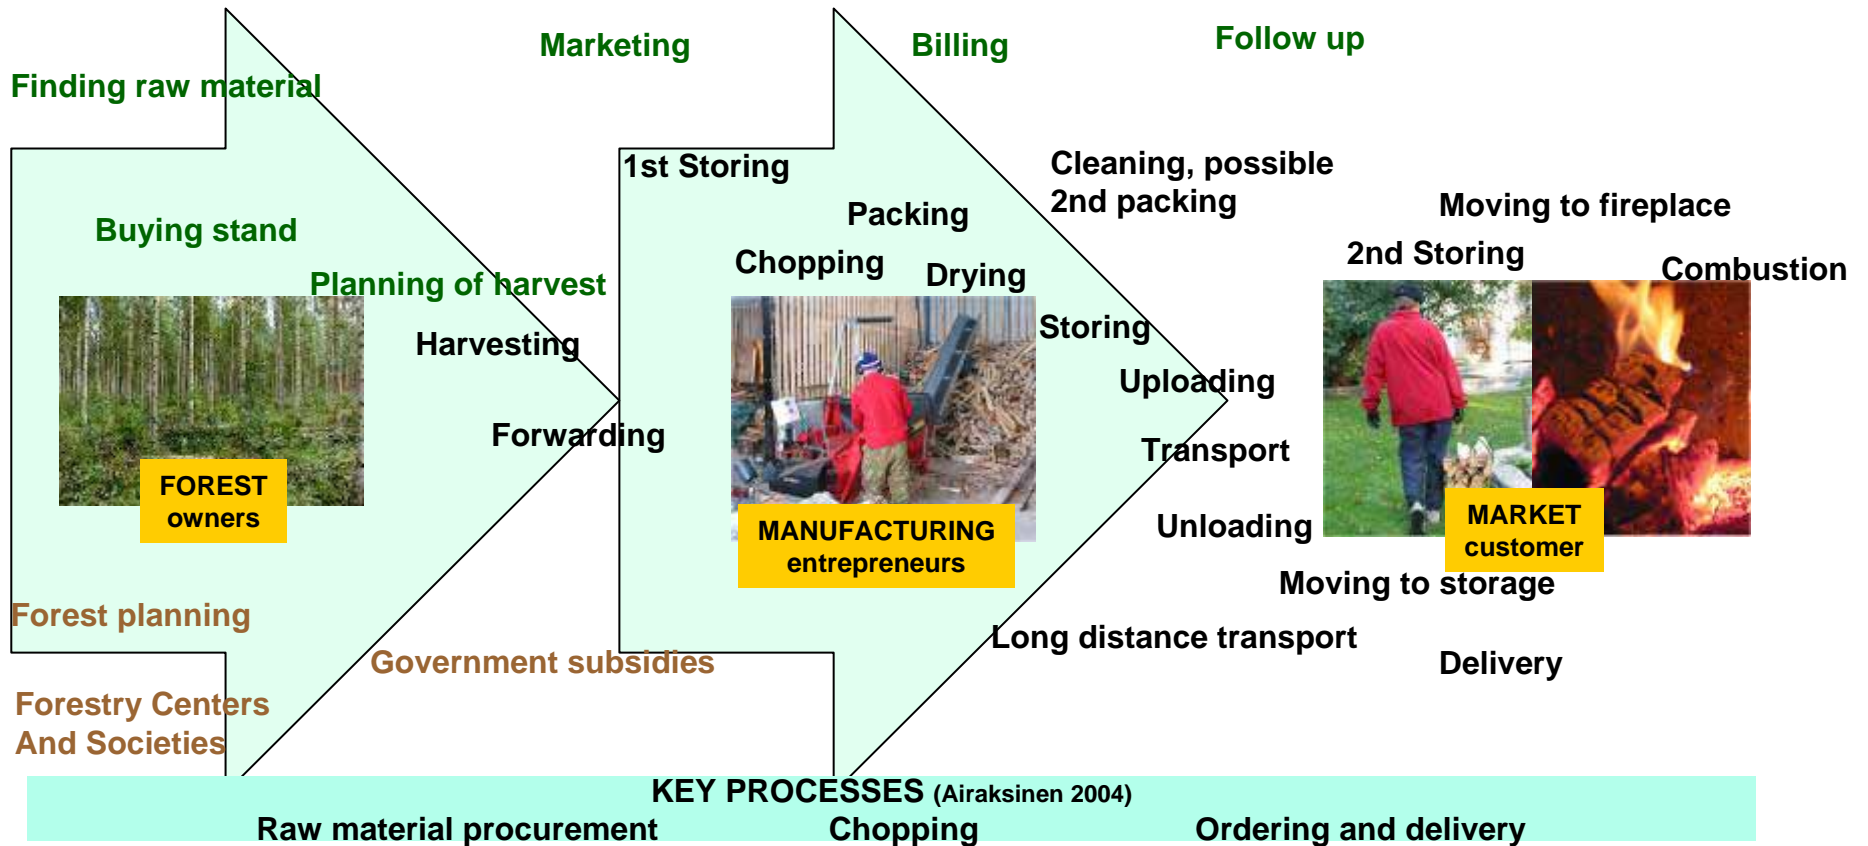 Marketing
Billing
Follow up
Finding raw material
1st Storing
Cleaning, possible
2nd packing
Packing
Moving to fireplace
Buying stand
Chopping
Drying
2nd Storing
Combustion
Planning of harvest
Harvesting
Storing
Uploading
Forwarding
Transport
FOREST
owners
MANUFACTURING
entrepreneurs
Unloading
MARKET
customer
Moving to storage
Forest planning
Long distance transport
Government subsidies
Delivery
Forestry Centers
And Societies
KEY PROCESSES (Airaksinen 2004)
Raw material procurement
Chopping
Ordering and delivery